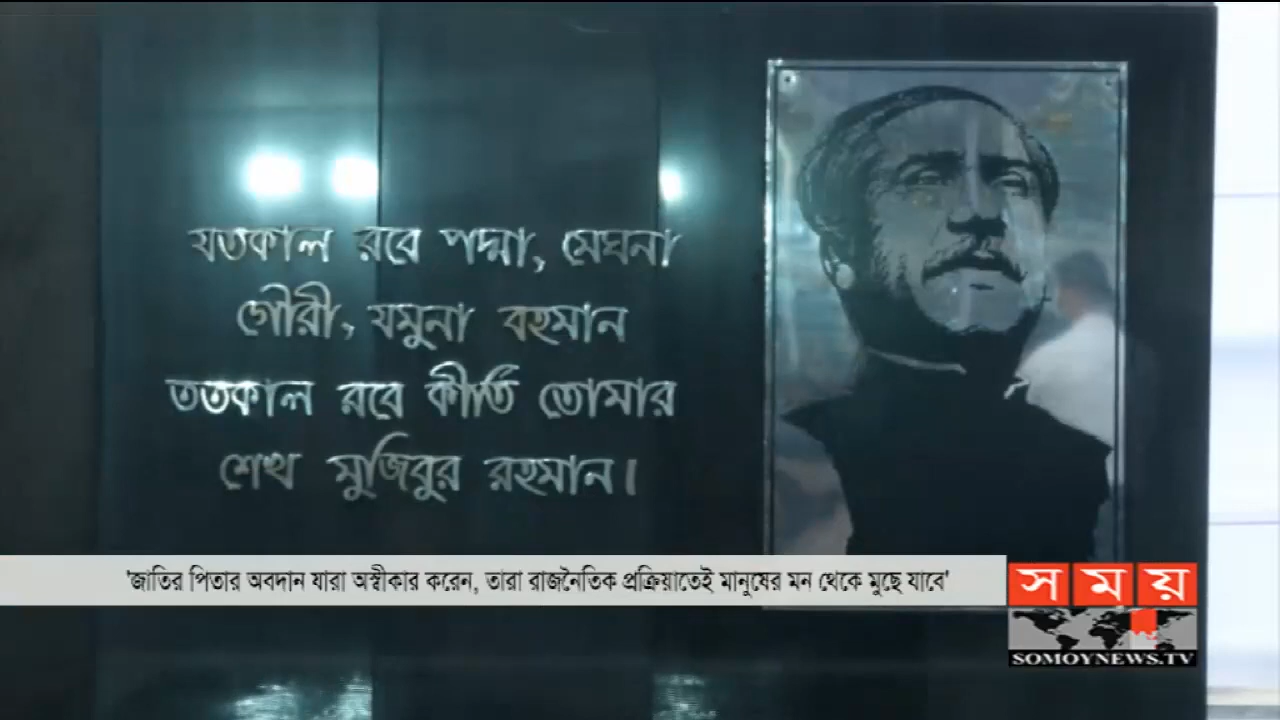 যতকাল রবে পদ্মা, মেঘনা
গৌরী, যমুনা বহমান
ততকাল রবে কীর্তি তোমার
শেখ মুজিবুর রহমান।
'জাতির পিতার অবদান যারা অস্বীকার করেন, তারা রাজনৈতিক প্রক্রিয়াতেই মানুষের মন থেকে মুছে যাবে'
সময়
SOMOYNEWS.TV